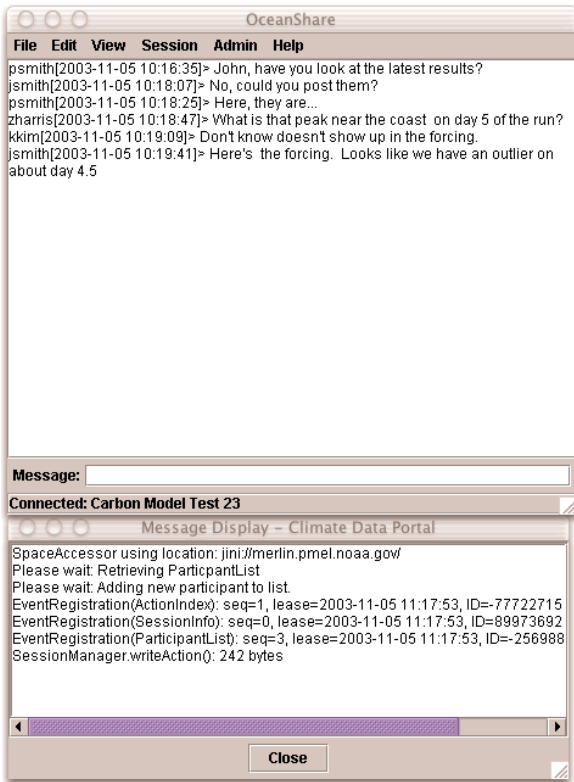 OceanShare
File Edit View Session Admin Help
psmith[2003-11-05 10:16:35]> John, have you look at the latest results?
jsmith[2003-11-05 10:18:07]> No, could you post them?
psmith[2003-11-05 10:18:25]> Here, they are...
zharris[2003-11-05 10:18:47]> What is that peak near the coast on day 5 of the run?
kkim[2003-11-05 10:19:09]> Don't know doesn't show up in the forcing.
jsmith[2003-11-05 10:19:41]> Here's the forcing. Looks like we have an outlier on
about day 4.5
Message:
Connected: Carbon Model Test 23
Message Display – Climate Data Portal
SpaceAccessor using location: jini://merlin.pmel.noaa.gov/
Please wait: Retrieving ParticpantList
Please wait: Adding new participant to list.
EventRegistration(ActionIndex): seq=1, lease=2003-11-05 11:17:53, ID=-77722715
EventRegistration(SessionInfo): seq=0, lease=2003-11-05 11:17:53, ID=89973692
EventRegistration(ParticipantList): seq=3, lease=2003-11-05 11:17:53, ID=-256988
SessionManager.writeAction(): 242 bytes
Close